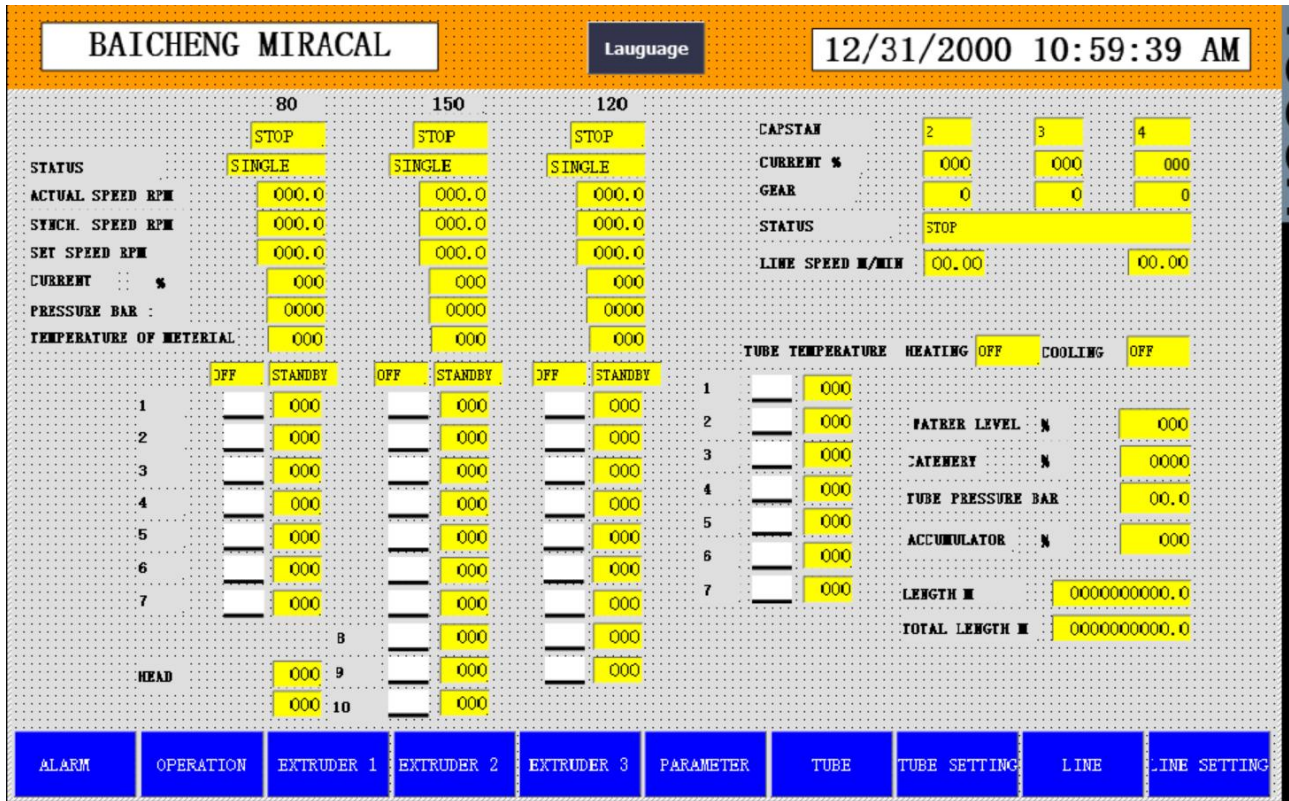 BAICHENG MIRACAL
Lauguage
12/31/2000 10:59:39 AM
80 150 120
STOP STOP STOP
STATUS SINGLE SINGLE SINGLE
ACTUAL SPEED RPM 000.0 000.0 000.0
SYNCH. SPEED RPM 000.0 000.0 000.0
SET SPEED RPM 000.0 000.0 000.0
CURRENT % 000 000 000
PRESSURE BAR : 0000 0000 0000
TEMPERATURE OF METERIAL 000 000 000
OFF STANDBY OFF STANDBY OFF STANDBY
1 000 000 000
2 000 000 000
3 000 000 000
4 000 000 000
5 000 000 000
6 000 000 000
7 000 000 000
8 000 000
HEAD 000 9 000 000
000 10 000
CAPSTAN 2 3 4
CURRENT % 000 000 000
GEAR 0 0 0
STATUS STOP
LINE SPEED M/MIN 00.00 00.00
TUBE TEMPERATURE HEATING OFF COOLING OFF
1 000
2 000
3 000
4 000
5 000
6 000
7 000
WATRER LEVEL % 000
CATENERY % 0000
TUBE PRESSURE BAR 00.0
ACCUMULATOR % 000
LENGTH M 0000000000.0
TOTAL LENGTH M 0000000000.0
ALARM OPERATION EXTRUDER 1 EXTRUDER 2 EXTRUDER 3 PARAMETER TUBE TUBE SETTING LINE LINE SETTING